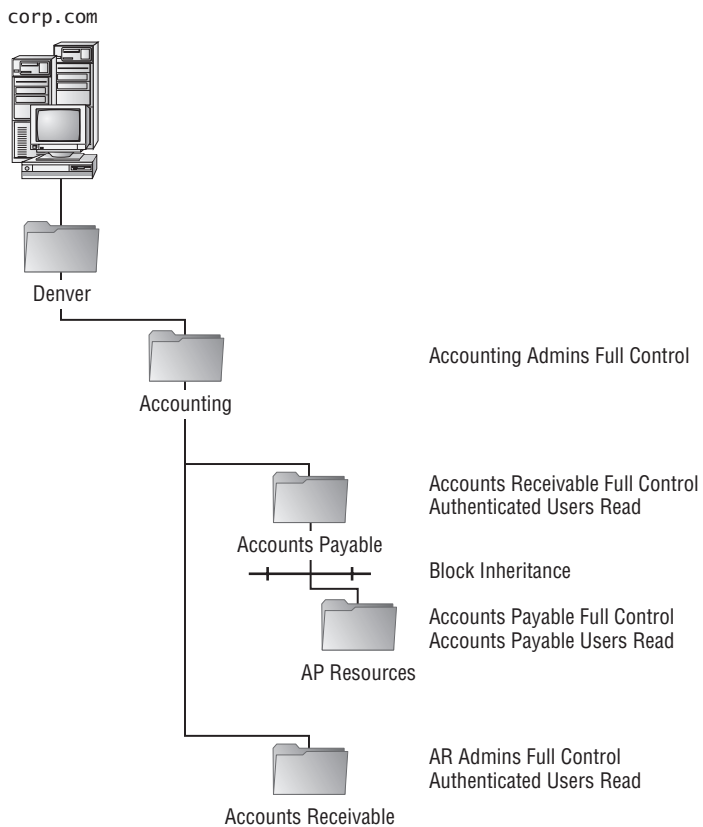 corp.com
Denver
Accounting Admins Full Control
Accounting
Accounts Receivable Full Control
Authenticated Users Read
Accounts Payable
Block Inheritance
Accounts Payable Full Control
Accounts Payable Users Read
AP Resources
AR Admins Full Control
Authenticated Users Read
Accounts Receivable